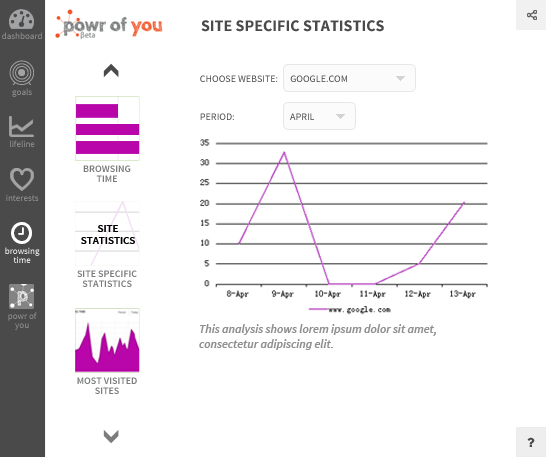 dashboard
goals
lifeline
interests
browsing
time
powr of
you
powr of you
βeta
BROWSING
TIME
SITE
STATISTICS
SITE SPECIFIC
STATISTICS
MOST VISITED
SITES
SITE SPECIFIC STATISTICS
CHOOSE WEBSITE: GOOGLE.COM
PERIOD: APRIL
35
30
25
20
15
10
5
0
8-Apr 9-Apr 10-Apr 11-Apr 12-Apr 13-Apr
www.google.com
This analysis shows lorem ipsum dolor sit amet,
consectetur adipiscing elit.
?